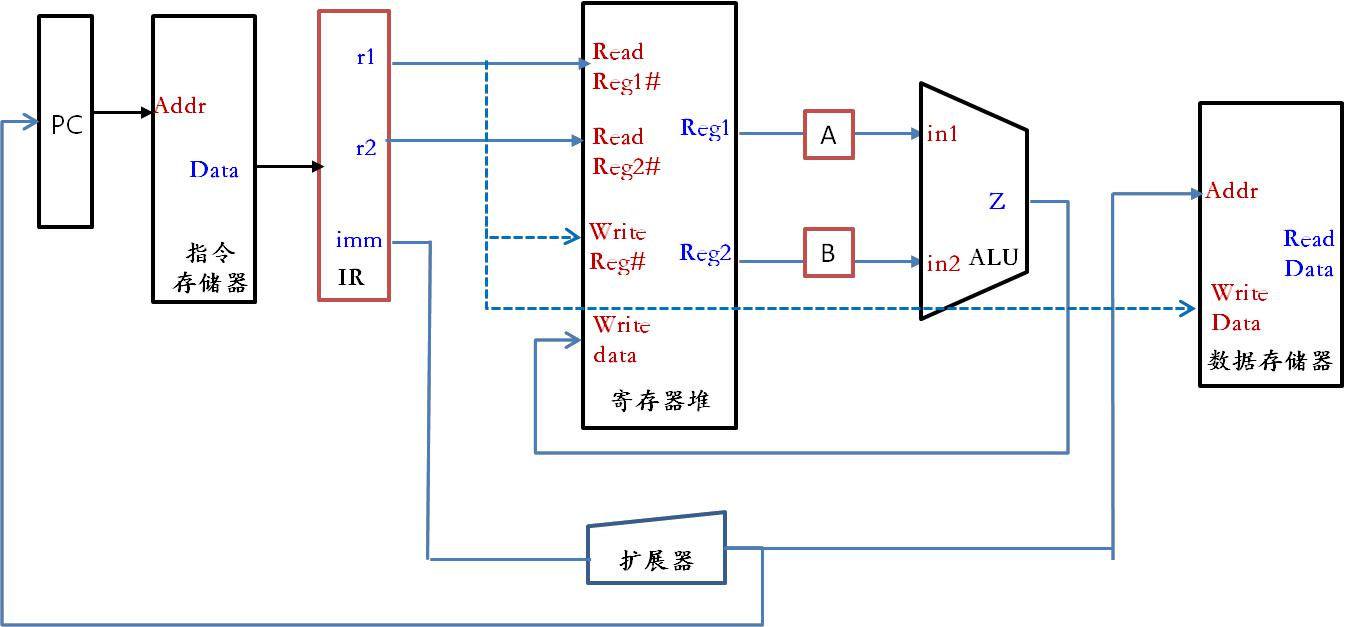 PC
Addr
Data
指令
存储器
r1
r2
imm
IR
Read
Reg1#
Read
Reg2#
Write
Reg#
Write
data
Reg1
Reg2
寄存器堆
A
B
in1
in2
Z
ALU
Addr
Read
Data
Write
Data
数据存储器
扩展器